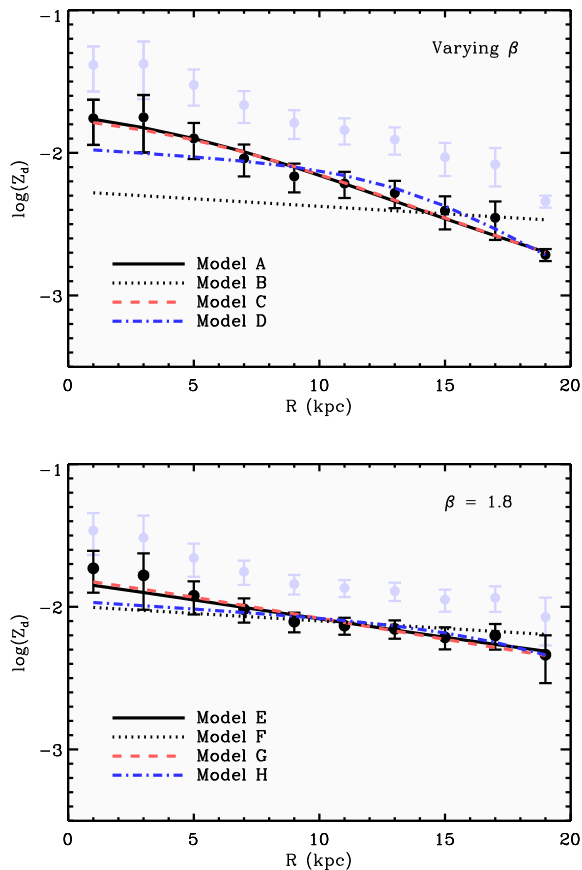 −1
Varying β
−2
log(Z_d)
Model A
Model B
−3
Model C
Model D
0 5 10 15 20
R (kpc)
−1
β = 1.8
−2
log(Z_d)
Model E
Model F
−3
Model G
Model H
0 5 10 15 20
R (kpc)